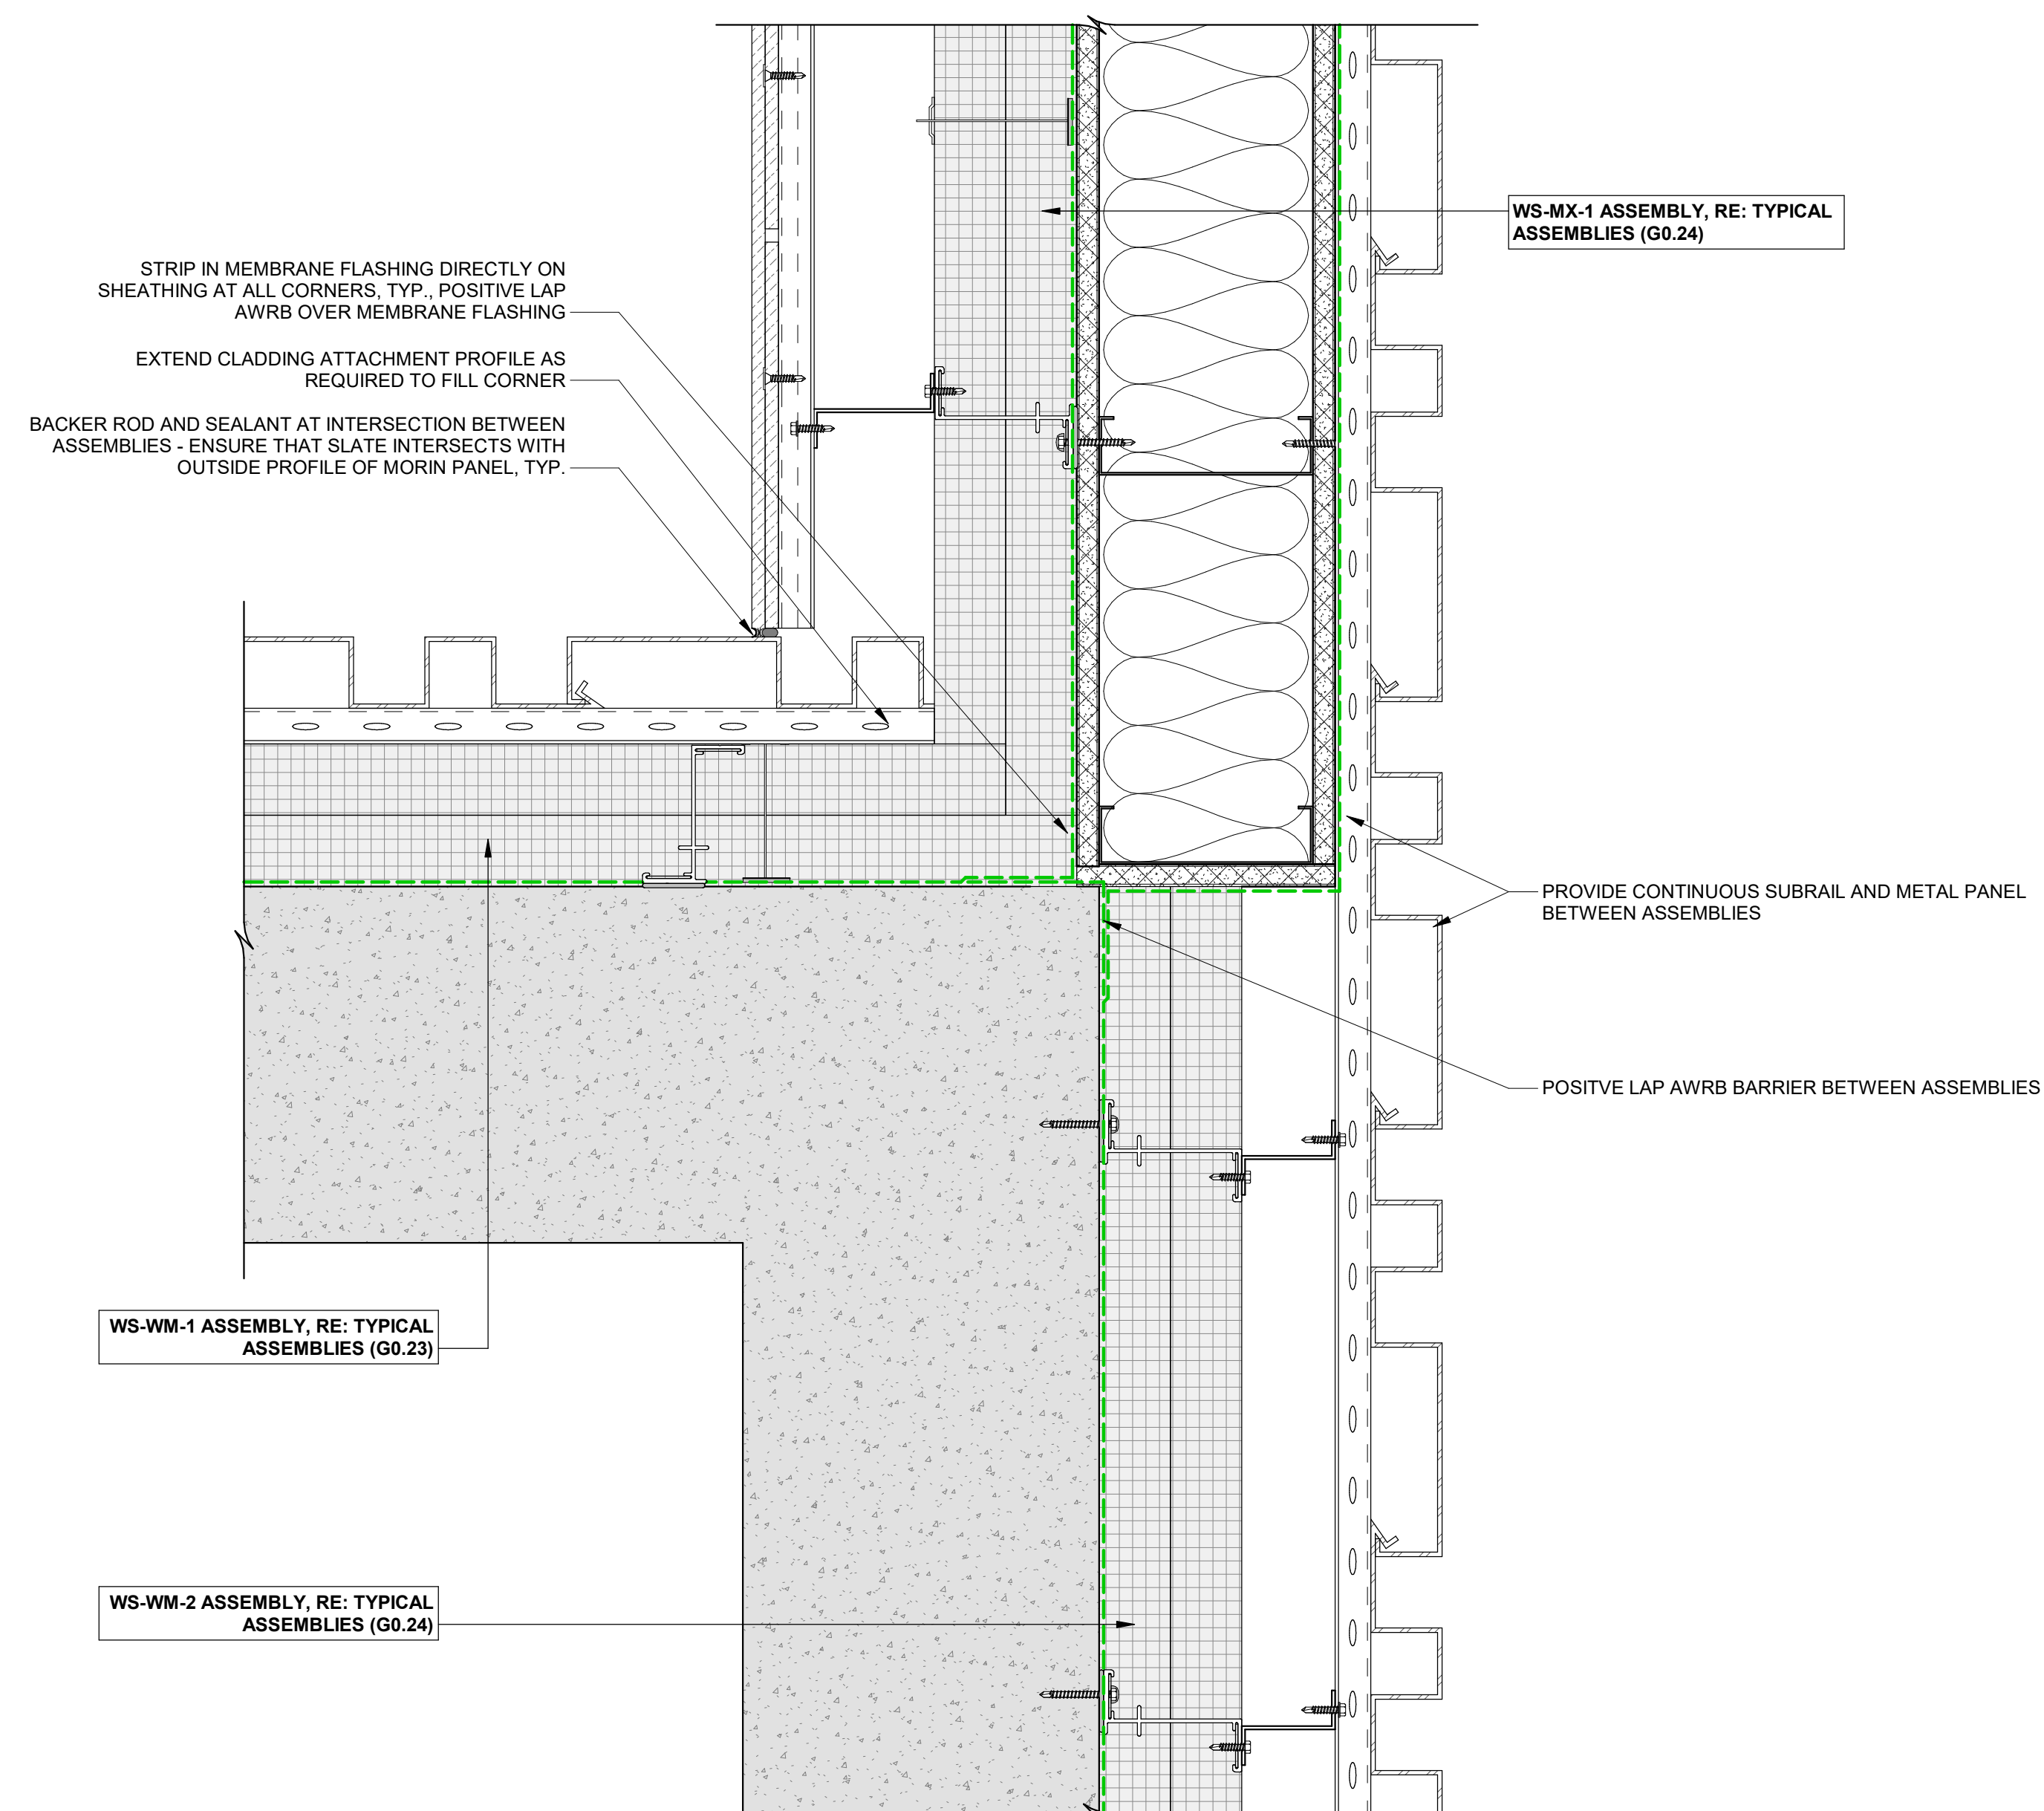 WS-MX-1 ASSEMBLY, RE: TYPICAL
ASSEMBLIES (G0.24)
STRIP IN MEMBRANE FLASHING DIRECTLY ON
SHEATHING AT ALL CORNERS, TYP., POSITIVE LAP
AWRB OVER MEMBRANE FLASHING
EXTEND CLADDING ATTACHMENT PROFILE AS
REQUIRED TO FILL CORNER
BACKER ROD AND SEALANT AT INTERSECTION BETWEEN
ASSEMBLIES - ENSURE THAT SLATE INTERSECTS WITH
OUTSIDE PROFILE OF MORIN PANEL, TYP.
PROVIDE CONTINUOUS SUBRAIL AND METAL PANEL
BETWEEN ASSEMBLIES
POSITVE LAP AWRB BARRIER BETWEEN ASSEMBLIES
WS-WM-1 ASSEMBLY, RE: TYPICAL
ASSEMBLIES (G0.23)
WS-WM-2 ASSEMBLY, RE: TYPICAL
ASSEMBLIES (G0.24)